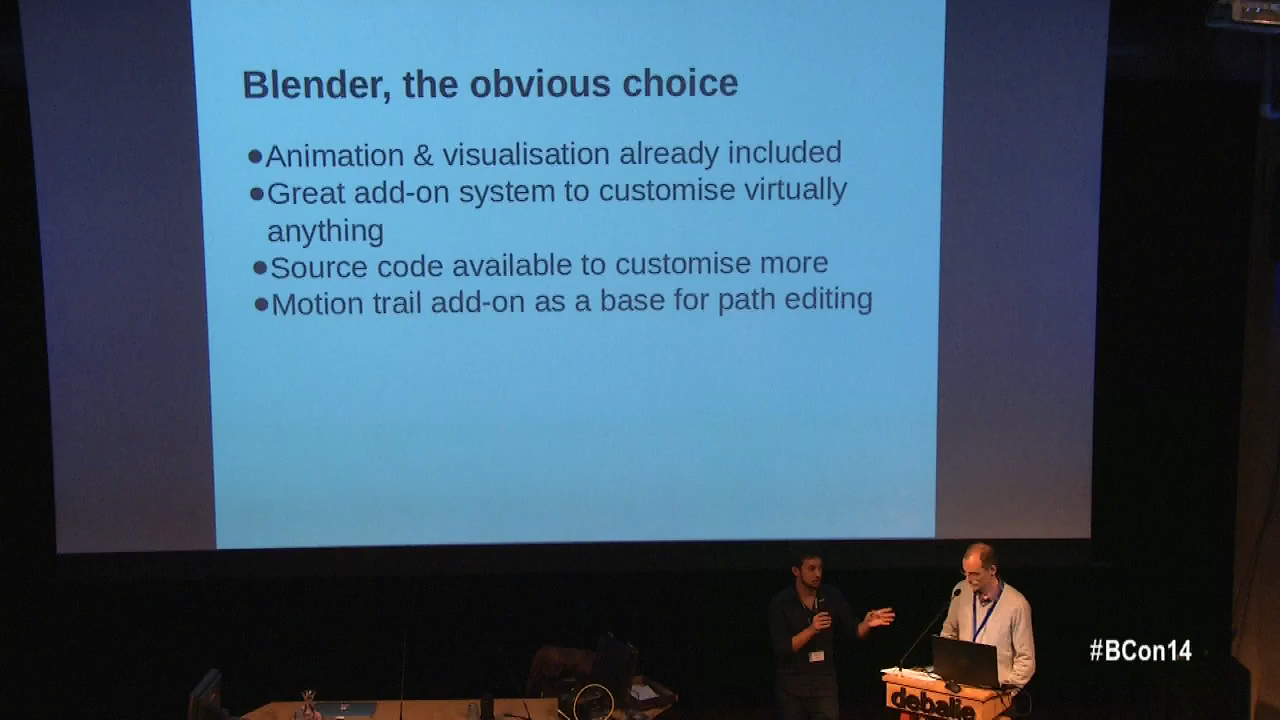 Blender, the obvious choice
●Animation & visualisation already included
●Great add-on system to customise virtually
anything
●Source code available to customise more
●Motion trail add-on as a base for path editing
#BCon14
debalie